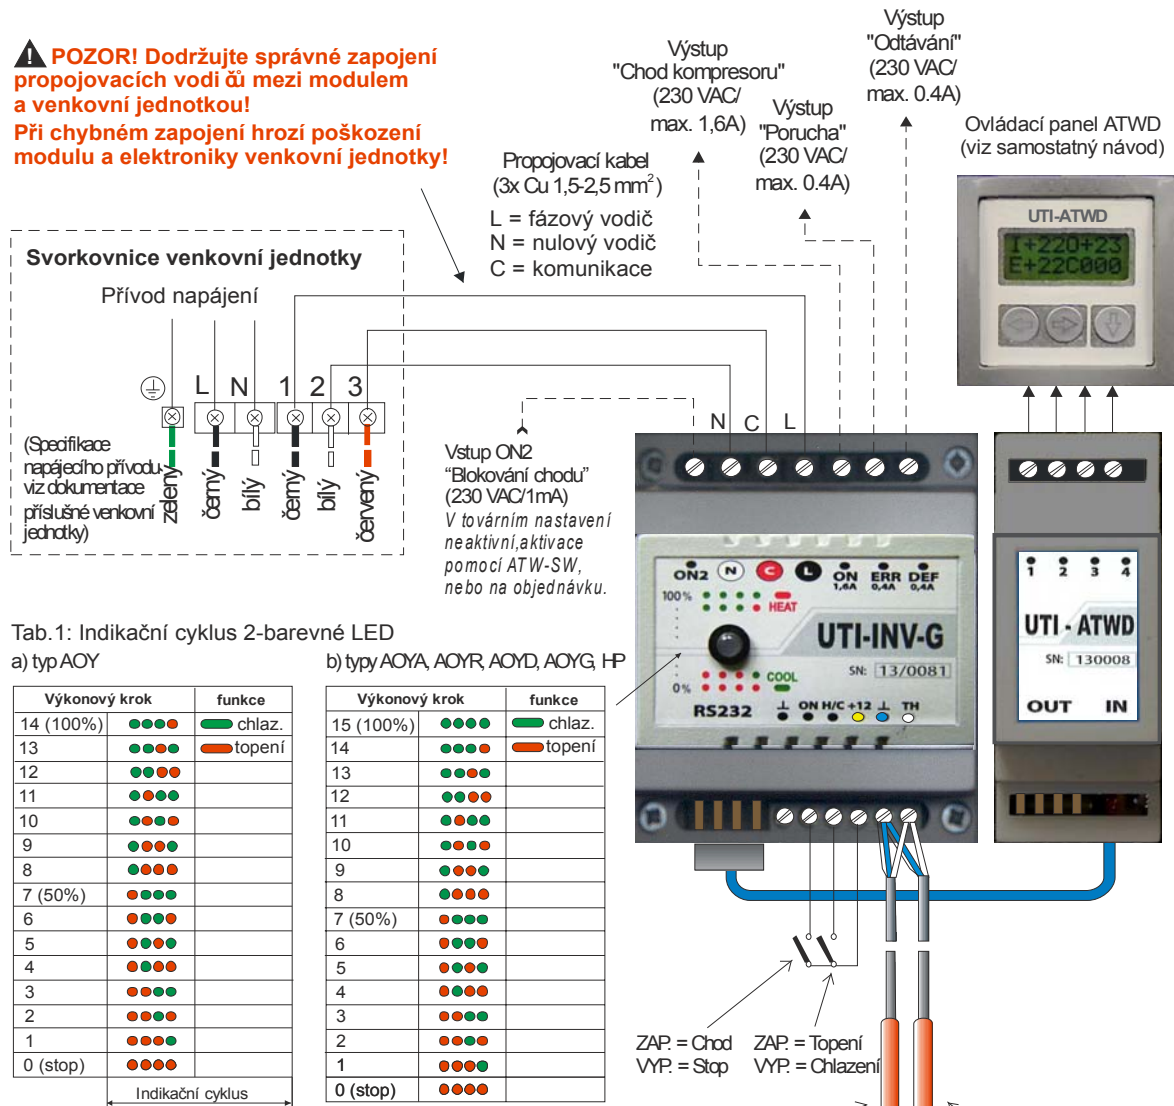 POZOR! Dodržujte správné zapojení
propojovacích vodi čů mezi modulem
a venkovní jednotkou!
Při chybném zapojení hrozí poškození
modulu a elektroniky venkovní jednotky!
Výstup
"Chod kompresoru"
(230 VAC/
max. 1,6A)
Výstup
"Porucha"
(230 VAC/
max. 0.4A)
Výstup
"Odtávání"
(230 VAC/
max. 0.4A)
Ovládací panel ATWD
(viz samostatný návod)
Propojovací kabel
(3x Cu 1,5-2,5 mm²)
L = fázový vodič
N = nulový vodič
C = komunikace
UTI-ATWD
I+220+23
E+22C000
Svorkovnice venkovní jednotky
Přívod napájení
L N 1 2 3
(Specifikace
napájecího přívodu-
viz dokumentace
příslušné venkovní
jednotky)
zelený
černý
bílý
černý
bílý
červený
Vstup ON2
“Blokování chodu”
(230 VAC/1mA)
V továrním nastavení
neaktivní,aktivace
pomocí ATW-SW,
nebo na objednávku.
N C L
ON2 N C L ON ERR DEF
1,6A 0,4A 0,4A
100%
HEAT
UTI-INV-G
COOL
SN: 13/0081
0%
RS232 ⊥ ON H/C +12 ⊥ TH
1 2 3 4
UTI - ATWD
SN: 130008
OUT IN
Tab.1: Indikační cyklus 2-barevné LED
a) typ AOY
Výkonový krok funkce
14 (100%) chlaz.
13 topení
12
11
10
9
8
7 (50%)
6
5
4
3
2
1
0 (stop)
Indikační cyklus
b) typy AOYA, AOYR, AOYD, AOYG, HP
Výkonový krok funkce
15 (100%) chlaz.
14 topení
13
12
11
10
9
8
7 (50%)
6
5
4
3
2
1
0 (stop)
ZAP. = Chod
VYP. = Stop
ZAP. = Topení
VYP. = Chlazení